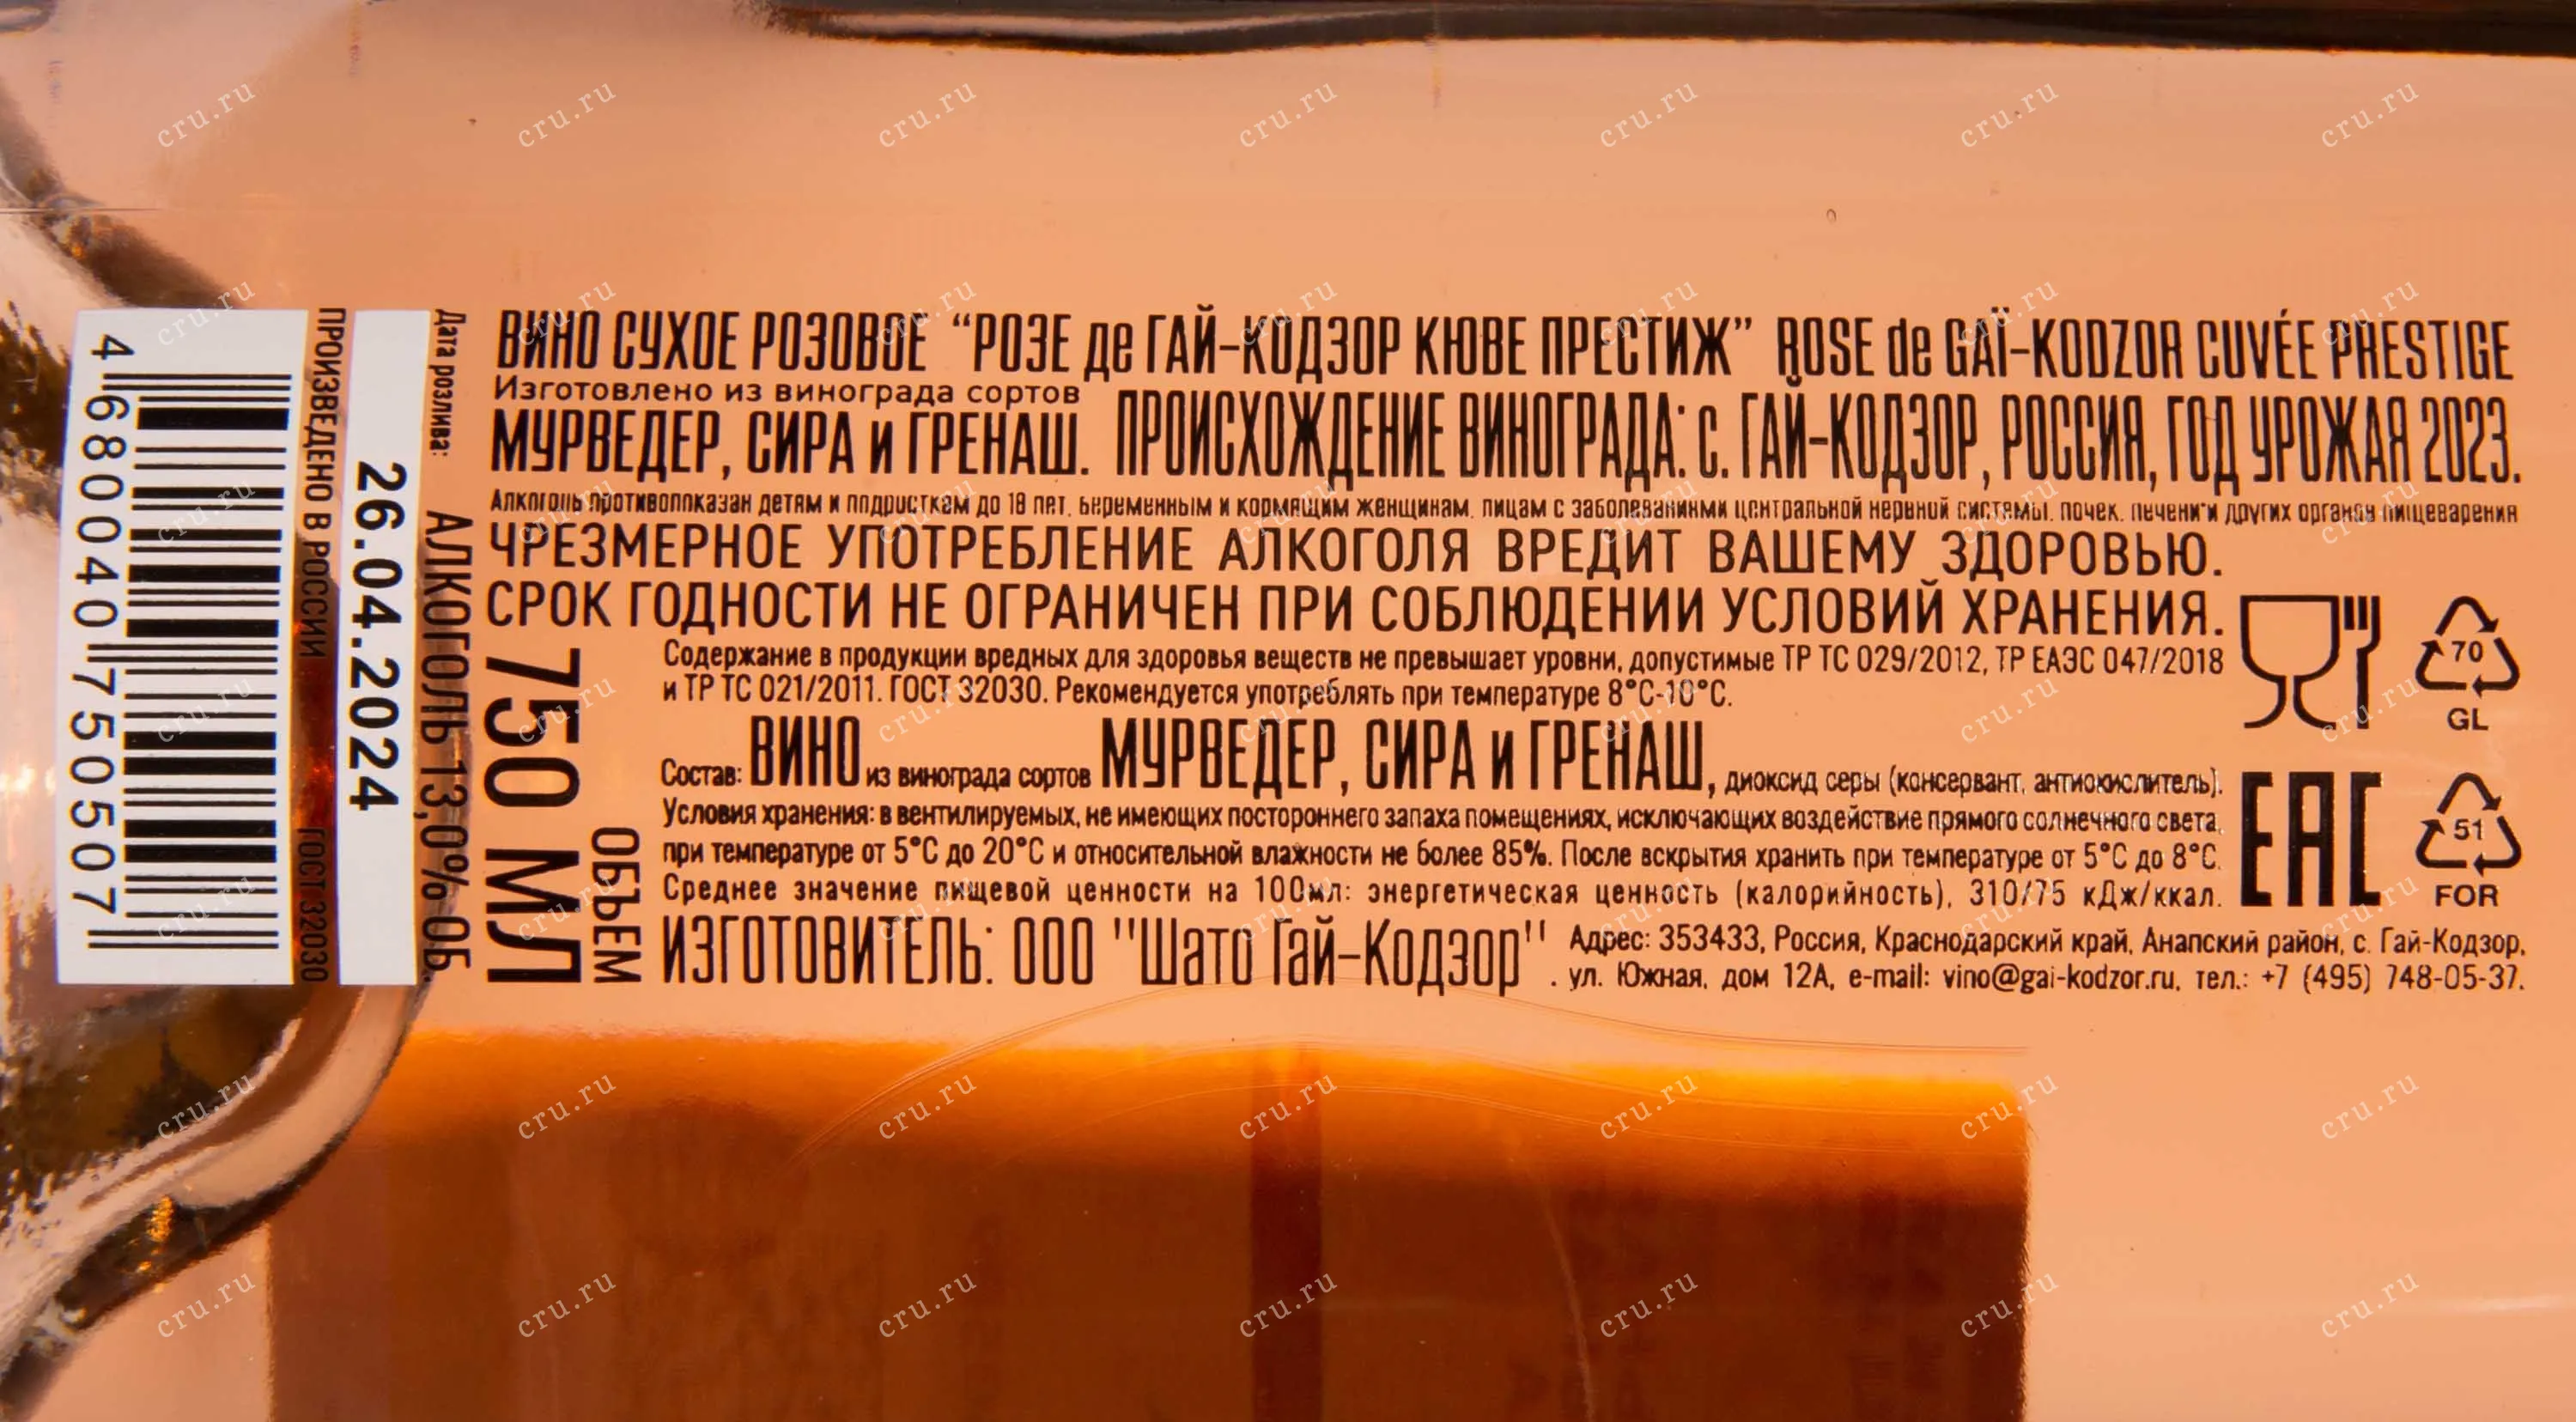 ВИНО СУХОЕ РОЗОВОЕ “РОЗЕ де ГАЙ-КОДЗОР КЮВЕ ПРЕСТИЖ” ROSE de GAÏ-KODZOR CUVÉE PRESTIGE
Изготовлено из винограда сортов
МУРВЕДЕР, СИРА и ГРЕНАШ. ПРОИСХОЖДЕНИЕ ВИНОГРАДА: с. ГАЙ-КОДЗОР, РОССИЯ, ГОД УРОЖАЯ 2023.
Алкоголь противопоказан детям и подросткам до 18 лет, беременным и кормящим женщинам, лицам с заболеваниями центральной нервной системы, почек, печени и других органов пищеварения
ЧРЕЗМЕРНОЕ УПОТРЕБЛЕНИЕ АЛКОГОЛЯ ВРЕДИТ ВАШЕМУ ЗДОРОВЬЮ.
СРОК ГОДНОСТИ НЕ ОГРАНИЧЕН ПРИ СОБЛЮДЕНИИ УСЛОВИЙ ХРАНЕНИЯ.
Содержание в продукции вредных для здоровья веществ не превышает уровни, допустимые ТР ТС 029/2012, ТР ЕАЭС 047/2018
и ТР ТС 021/2011. ГОСТ 32030. Рекомендуется употреблять при температуре 8°С-10°С.
Состав: ВИНО из винограда сортов МУРВЕДЕР, СИРА и ГРЕНАШ, диоксид серы (консервант, антиокислитель).
Условия хранения: в вентилируемых, не имеющих постороннего запаха помещениях, исключающих воздействие прямого солнечного света,
при температуре от 5°С до 20°С и относительной влажности не более 85%. После вскрытия хранить при температуре от 5°С до 8°С.
Среднее значение пищевой ценности на 100мл: энергетическая ценность (калорийность), 310/75 кДж/ккал.
ИЗГОТОВИТЕЛЬ: ООО "Шато Гай-Кодзор".
Адрес: 353433, Россия, Краснодарский край, Анапский район, с. Гай-Кодзор,
ул. Южная, дом 12А, e-mail: vino@gai-kodzor.ru, тел.: +7 (495) 748-05-37.
70
GL
EAC
51
FOR
ОБЪЕМ
750 МЛ
АЛКОГОЛЬ 13,0% ОБ.
Дата розлива:
26.04.2024
ПРОИЗВЕДЕНО В РОССИИ ГОСТ 32030
4 680040 750507
cru.ru